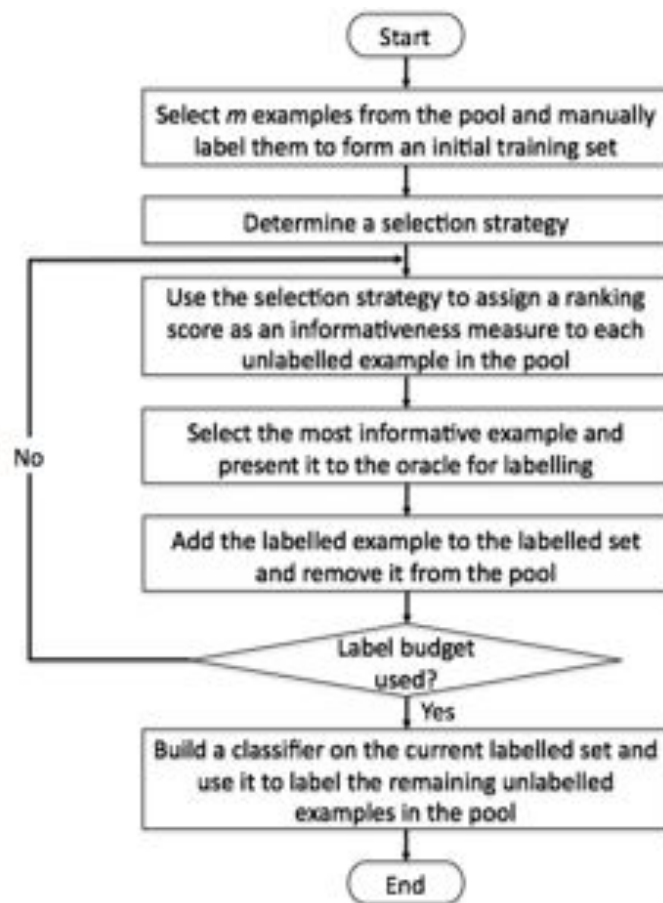 Start
Select m examples from the pool and manually
label them to form an initial training set
Determine a selection strategy
Use the selection strategy to assign a ranking
score as an informativeness measure to each
unlabelled example in the pool
Select the most informative example and
present it to the oracle for labelling
No
Add the labelled example to the labelled set
and remove it from the pool
Label budget
used?
Yes
Build a classifier on the current labelled set and
use it to label the remaining unlabelled
examples in the pool
End